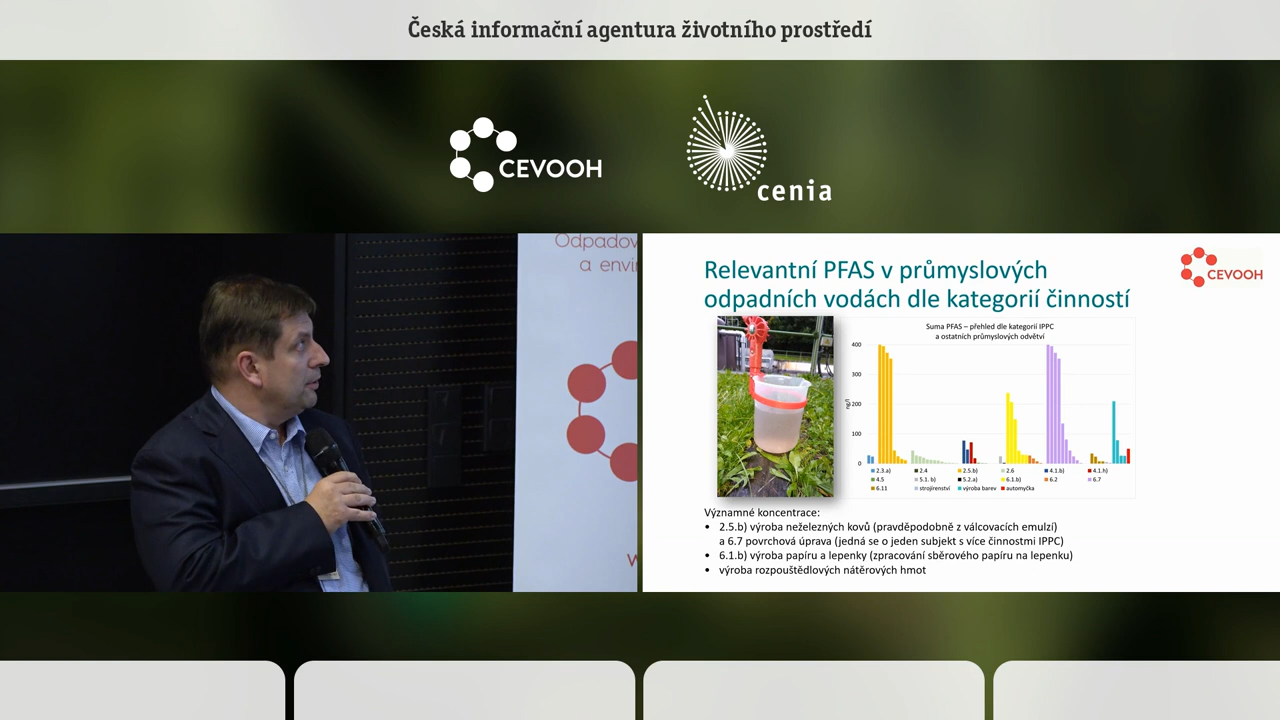 Česká informační agentura životního prostředí
CEVOOH
cenia
Odpadov
a envi
Relevantní PFAS v průmyslových
odpadních vodách dle kategorií činností
CEVOOH
Suma PFAS – přehled dle kategorií IPPC
a ostatních průmyslových odvětví
400
300
200
100
0
ng/l
2.3.a) 2.4 2.5.b) 2.6 4.1.b) 4.1.h)
4.5 5.1. b) 5.2.a) 6.1.b) 6.2 6.7
6.11 strojírenství výroba barev automyčka
Významné koncentrace:
• 2.5.b) výroba neželezných kovů (pravděpodobně z válcovacích emulzí)
a 6.7 povrchová úprava (jedná se o jeden subjekt s více činnostmi IPPC)
• 6.1.b) výroba papíru a lepenky (zpracování sběrového papíru na lepenku)
• výroba rozpouštědlových nátěrových hmot